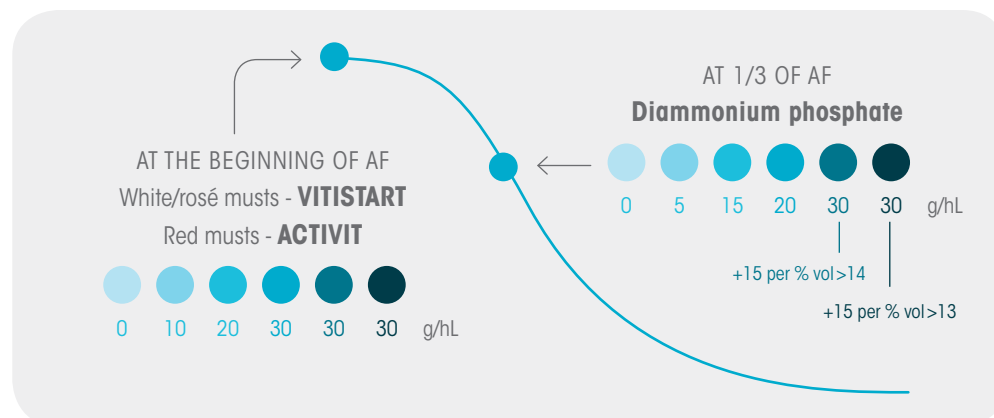 AT THE BEGINNING OF AF
White/rosé musts - VITISTART
Red musts - ACTIVIT
0 10 20 30 30 30 g/hL
AT 1/3 OF AF
Diammonium phosphate
0 5 15 20 30 30 g/hL
+15 per % vol>14
+15 per % vol>13